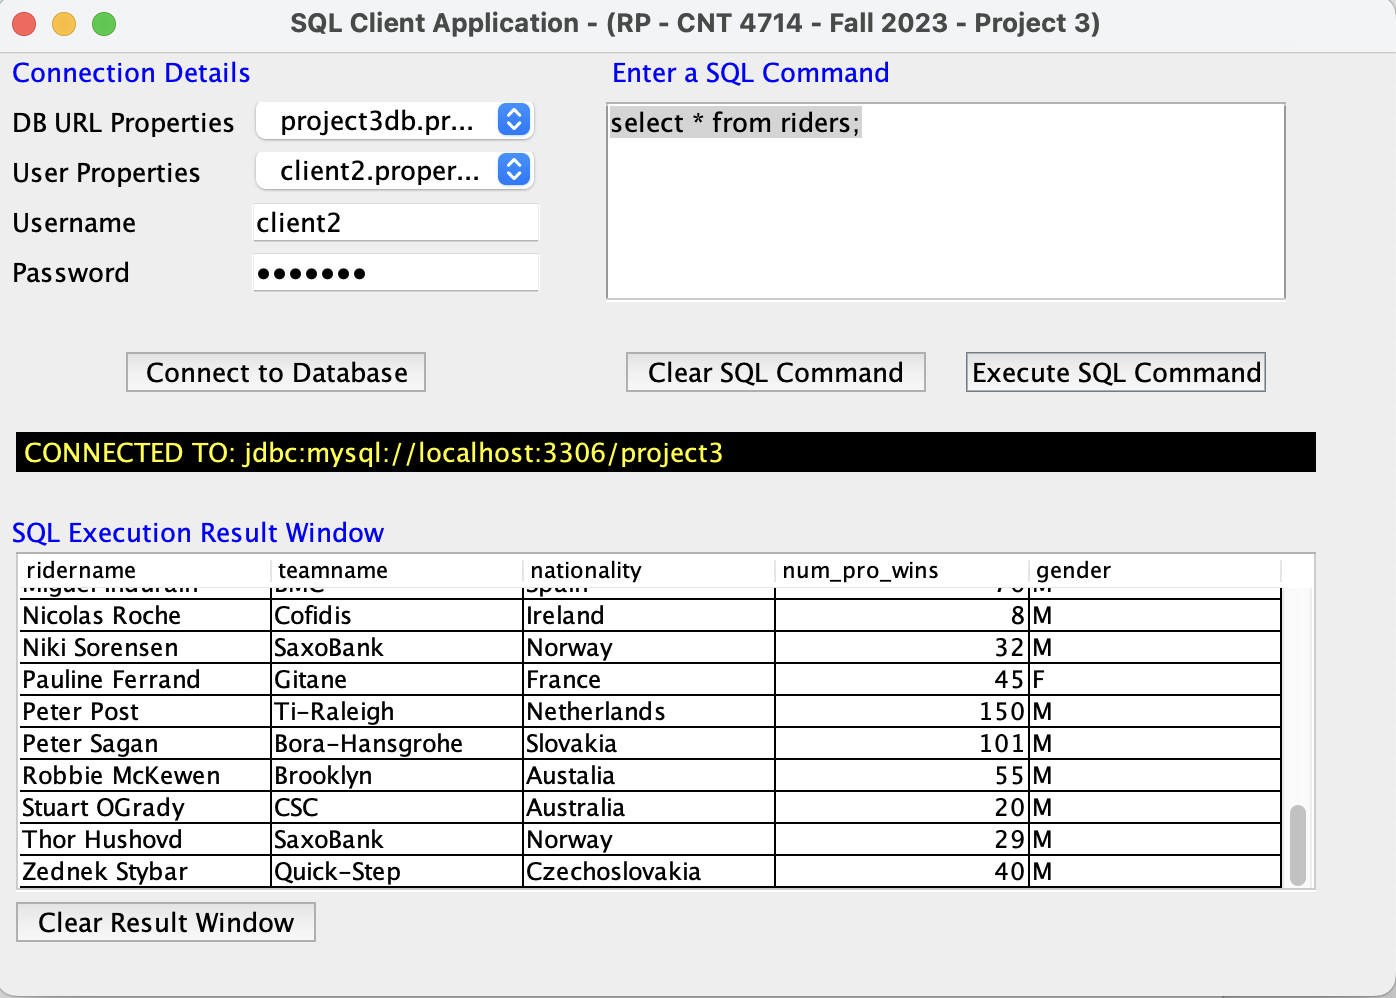 SQL Client Application - (RP - CNT 4714 - Fall 2023 - Project 3)
Connection Details
DB URL Properties project3db.pr...
User Properties client2.proper...
Username client2
Password •••••••
Enter a SQL Command
select * from riders;
Connect to Database
Clear SQL Command
Execute SQL Command
CONNECTED TO: jdbc:mysql://localhost:3306/project3
SQL Execution Result Window
ridername teamname nationality num_pro_wins gender
Nicolas Roche Cofidis Ireland 8 M
Niki Sorensen SaxoBank Norway 32 M
Pauline Ferrand Gitane France 45 F
Peter Post Ti-Raleigh Netherlands 150 M
Peter Sagan Bora-Hansgrohe Slovakia 101 M
Robbie McKewen Brooklyn Austalia 55 M
Stuart OGrady CSC Australia 20 M
Thor Hushovd SaxoBank Norway 29 M
Zednek Stybar Quick-Step Czechoslovakia 40 M
Clear Result Window